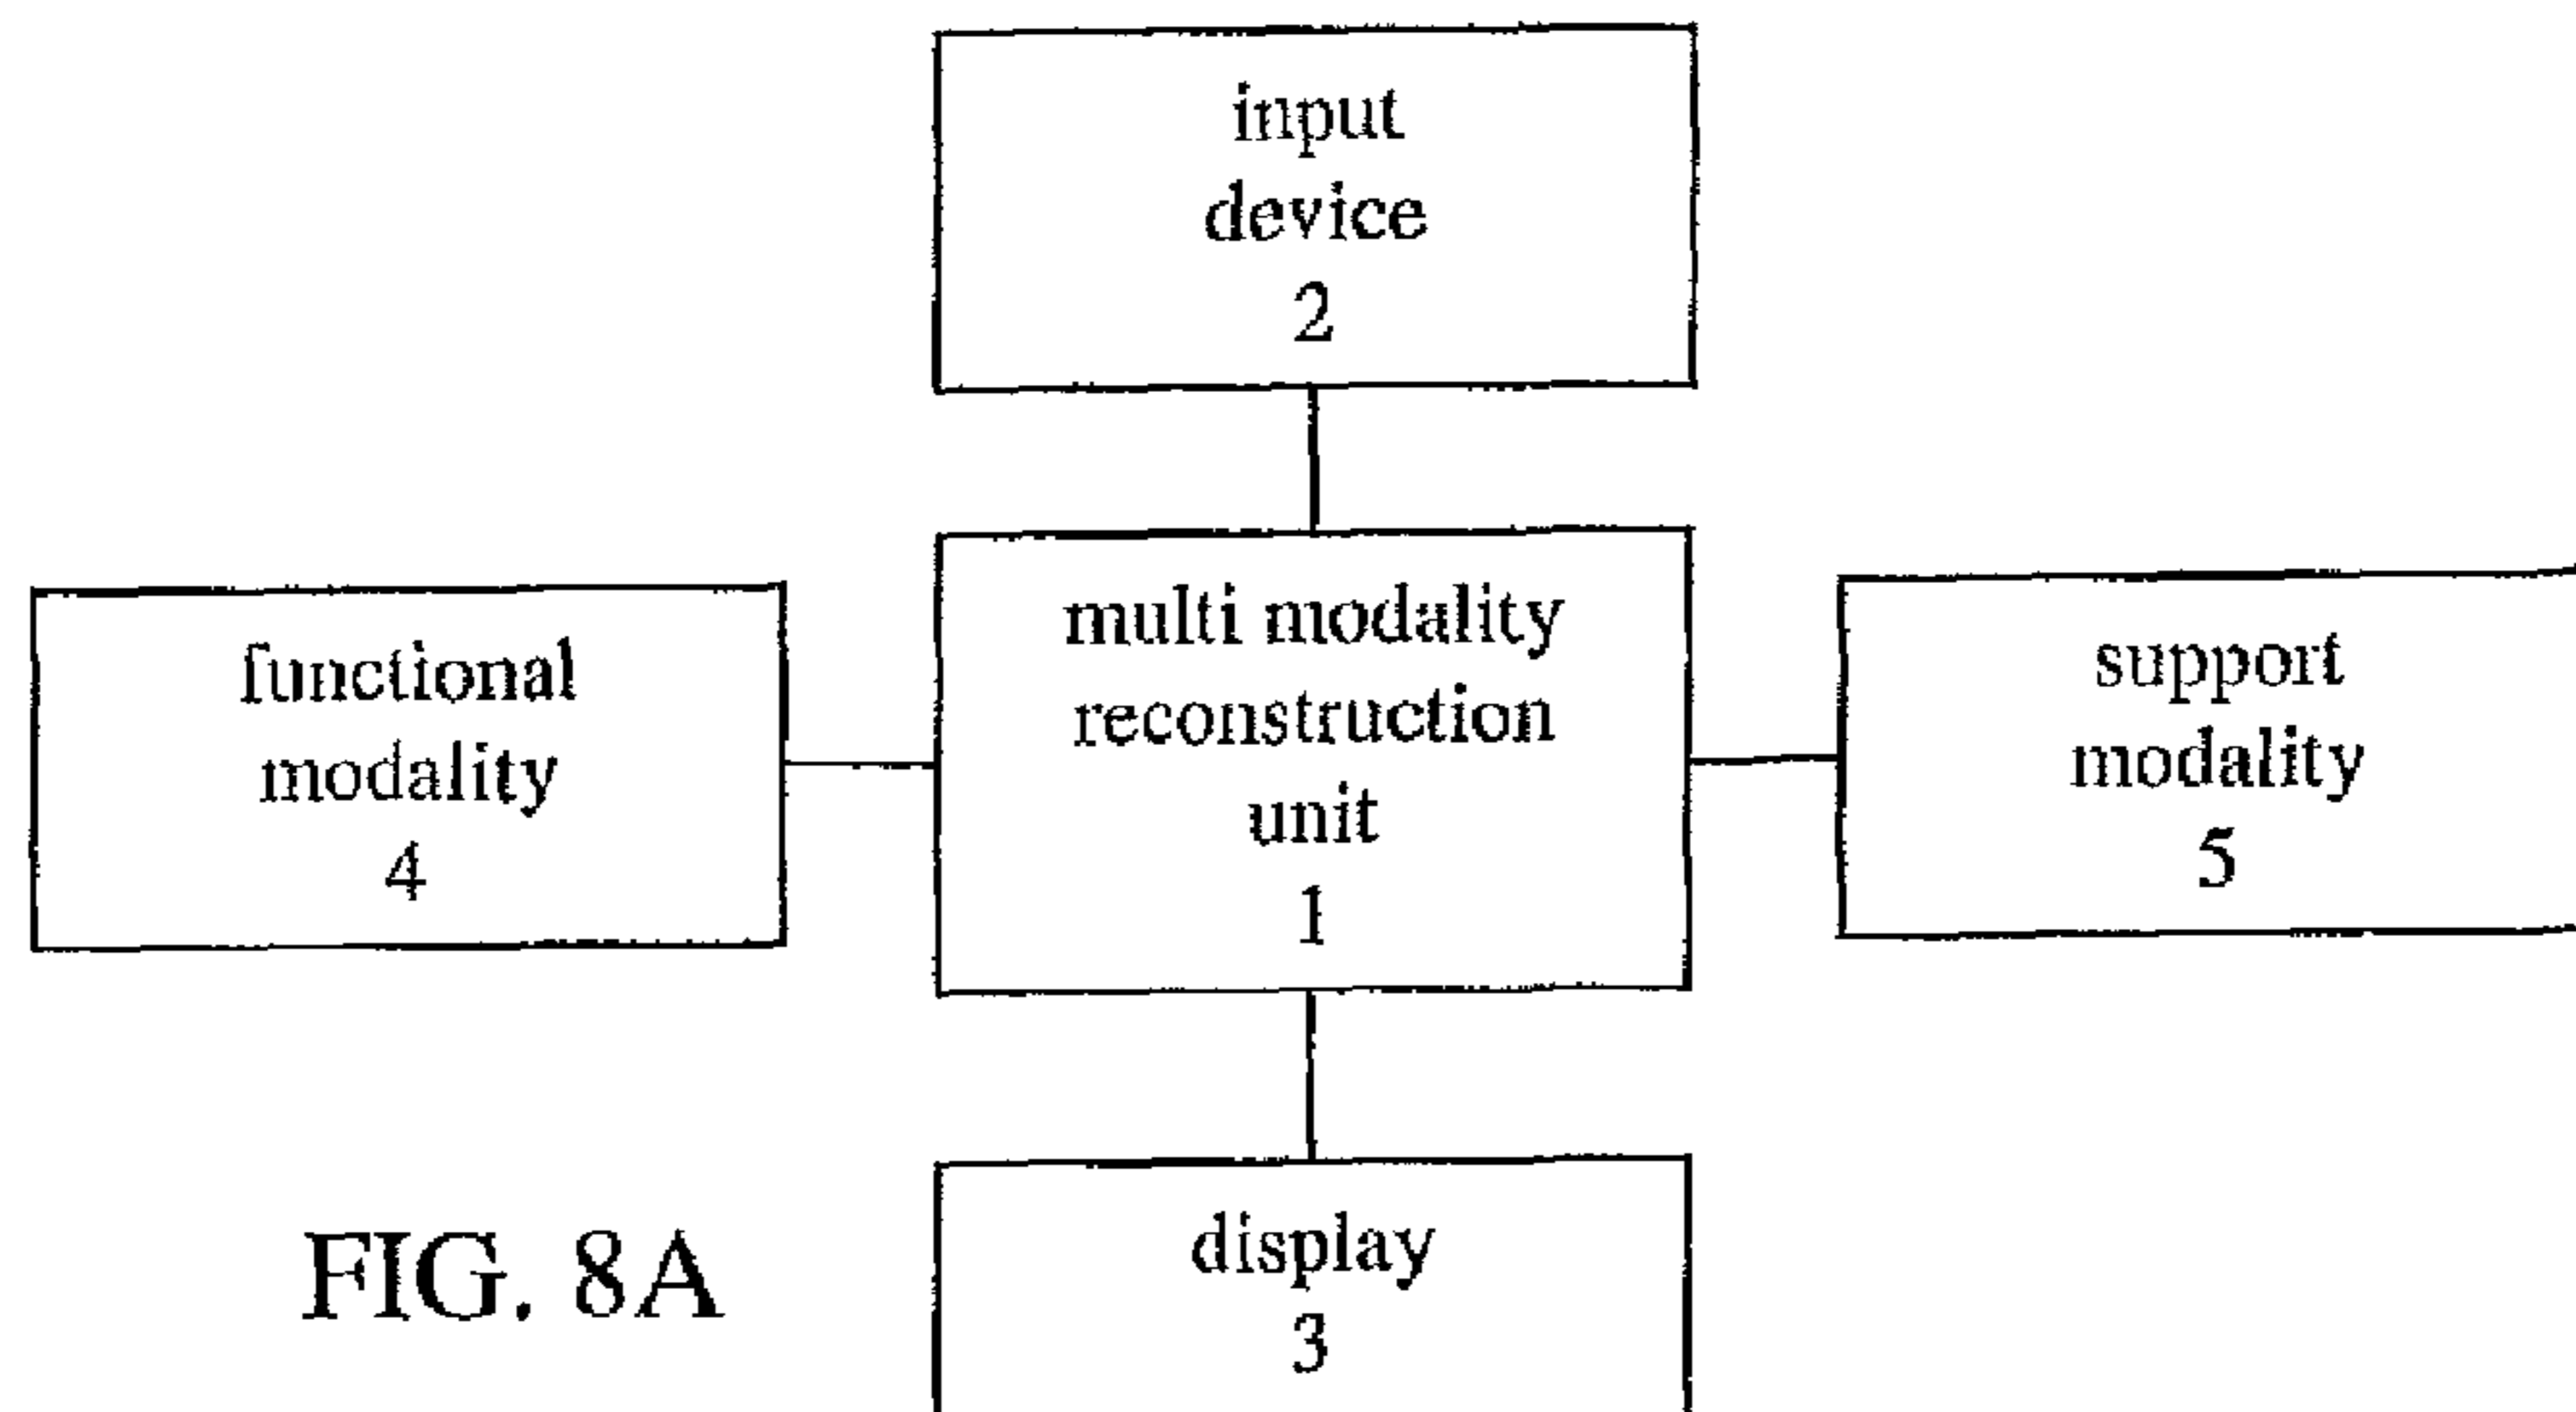 input
device
2
functional
modality
4
multi modality
reconstruction
unit
1
support
modality
5
display
3
FIG. 8A